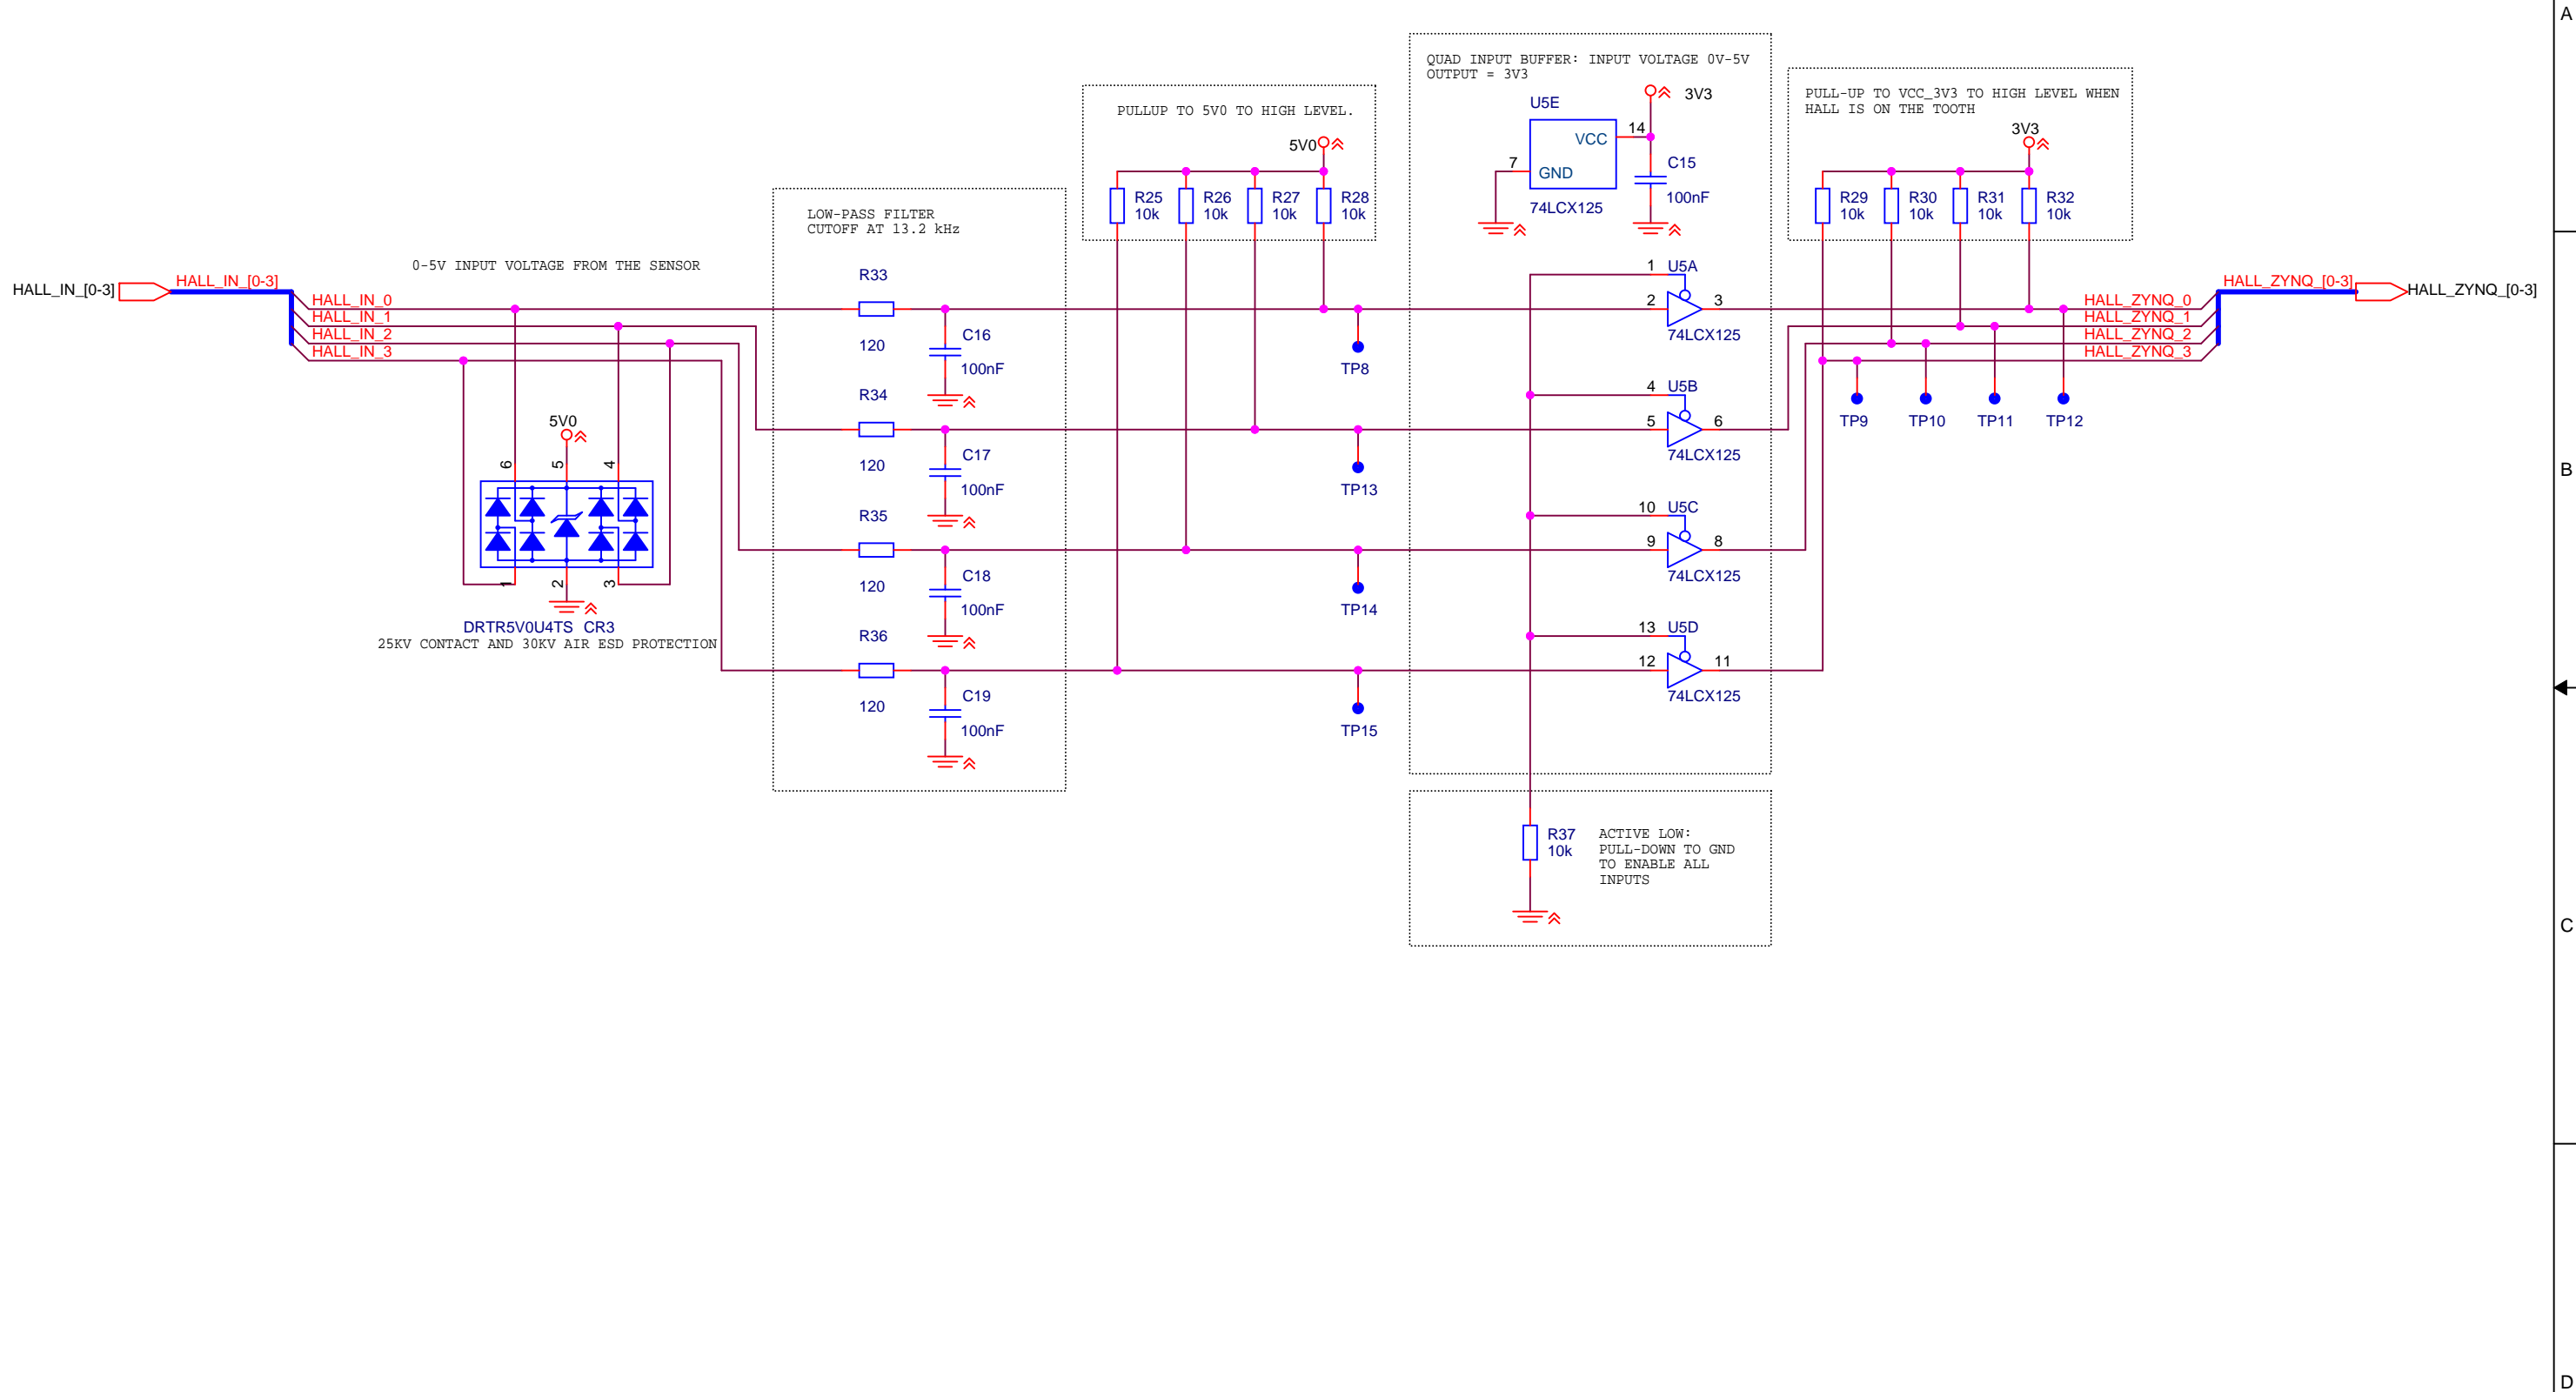 A
QUAD INPUT BUFFER: INPUT VOLTAGE 0V-5V
OUTPUT = 3V3
U5E
3V3
VCC
14
7
GND
74LCX125
C15
100nF
PULLUP TO 5V0 TO HIGH LEVEL.
5V0
R25
10k
R26
10k
R27
10k
R28
10k
PULL-UP TO VCC_3V3 TO HIGH LEVEL WHEN
HALL IS ON THE TOOTH
3V3
R29
10k
R30
10k
R31
10k
R32
10k
LOW-PASS FILTER
CUTOFF AT 13.2 kHz
0-5V INPUT VOLTAGE FROM THE SENSOR
HALL_IN_[0-3]
HALL_IN_[0-3]
HALL_IN_0
HALL_IN_1
HALL_IN_2
HALL_IN_3
R33
120
C16
100nF
TP8
1
U5A
2
3
74LCX125
HALL_ZYNQ_[0-3]
HALL_ZYNQ_[0-3]
HALL_ZYNQ_0
HALL_ZYNQ_1
HALL_ZYNQ_2
HALL_ZYNQ_3
TP9
TP10
TP11
TP12
R34
120
C17
100nF
TP13
4
U5B
5
6
74LCX125
B
5V0
6
5
4
1
2
3
DRTR5V0U4TS CR3
25KV CONTACT AND 30KV AIR ESD PROTECTION
R35
120
C18
100nF
TP14
10
U5C
9
8
74LCX125
R36
120
C19
100nF
TP15
13
U5D
12
11
74LCX125
R37
10k
ACTIVE LOW:
PULL-DOWN TO GND
TO ENABLE ALL
INPUTS
C
D